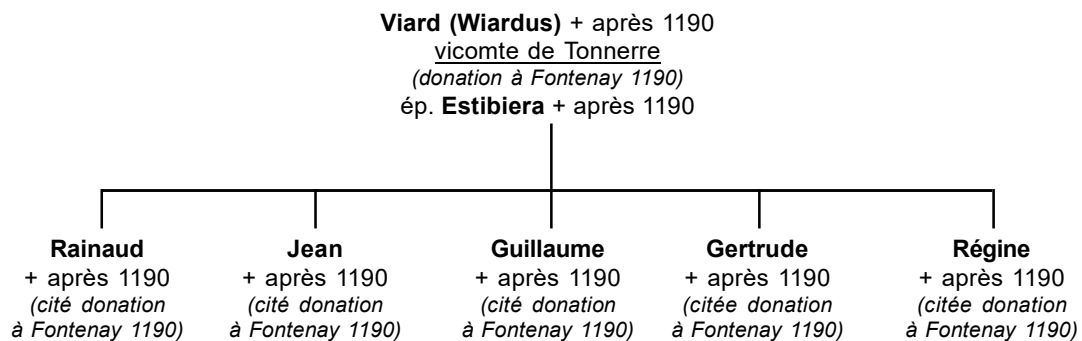 Viard (Wiardus) + après 1190
vicomte de Tonnerre
(donation à Fontenay 1190)
ép. Estibiera + après 1190
Rainaud
+ après 1190
(cité donation
à Fontenay 1190)
Jean
+ après 1190
(cité donation
à Fontenay 1190)
Guillaume
+ après 1190
(cité donation
à Fontenay 1190)
Gertrude
+ après 1190
(citée donation
à Fontenay 1190)
Régine
+ après 1190
(citée donation
à Fontenay 1190)